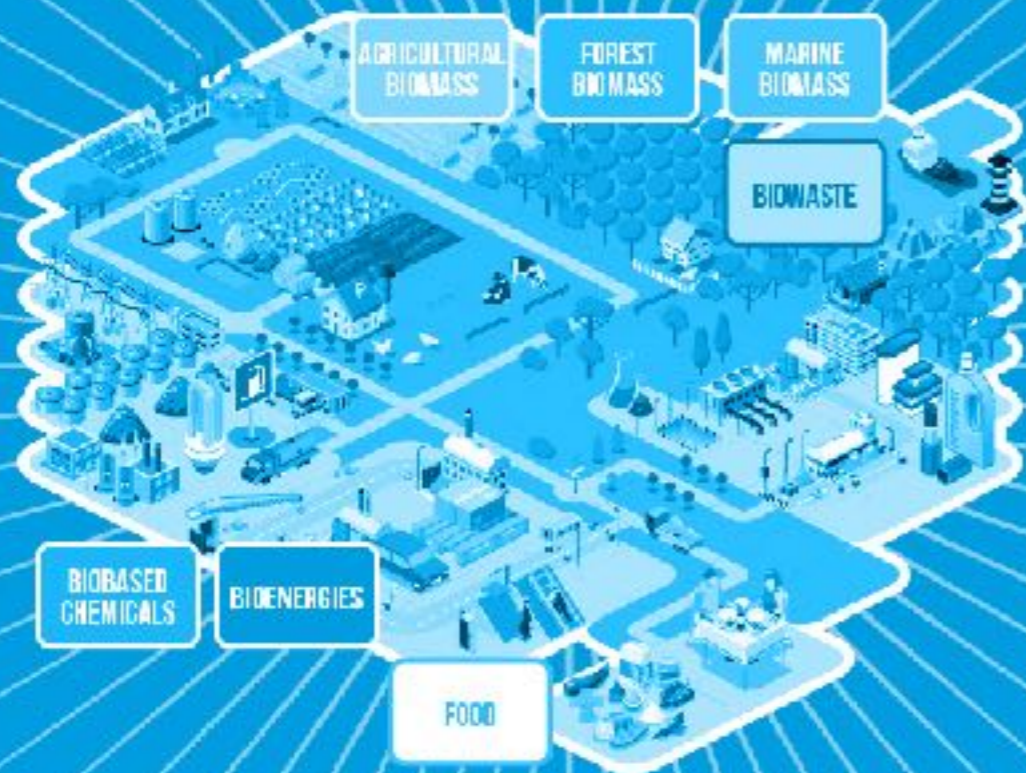 AGRICULTURAL
BIOMASS
FOREST
BIOMASS
MARINE
BIOMASS
BIOWASTE
BIOBASED
CHEMICALS
BIOENERGIES
FOOD